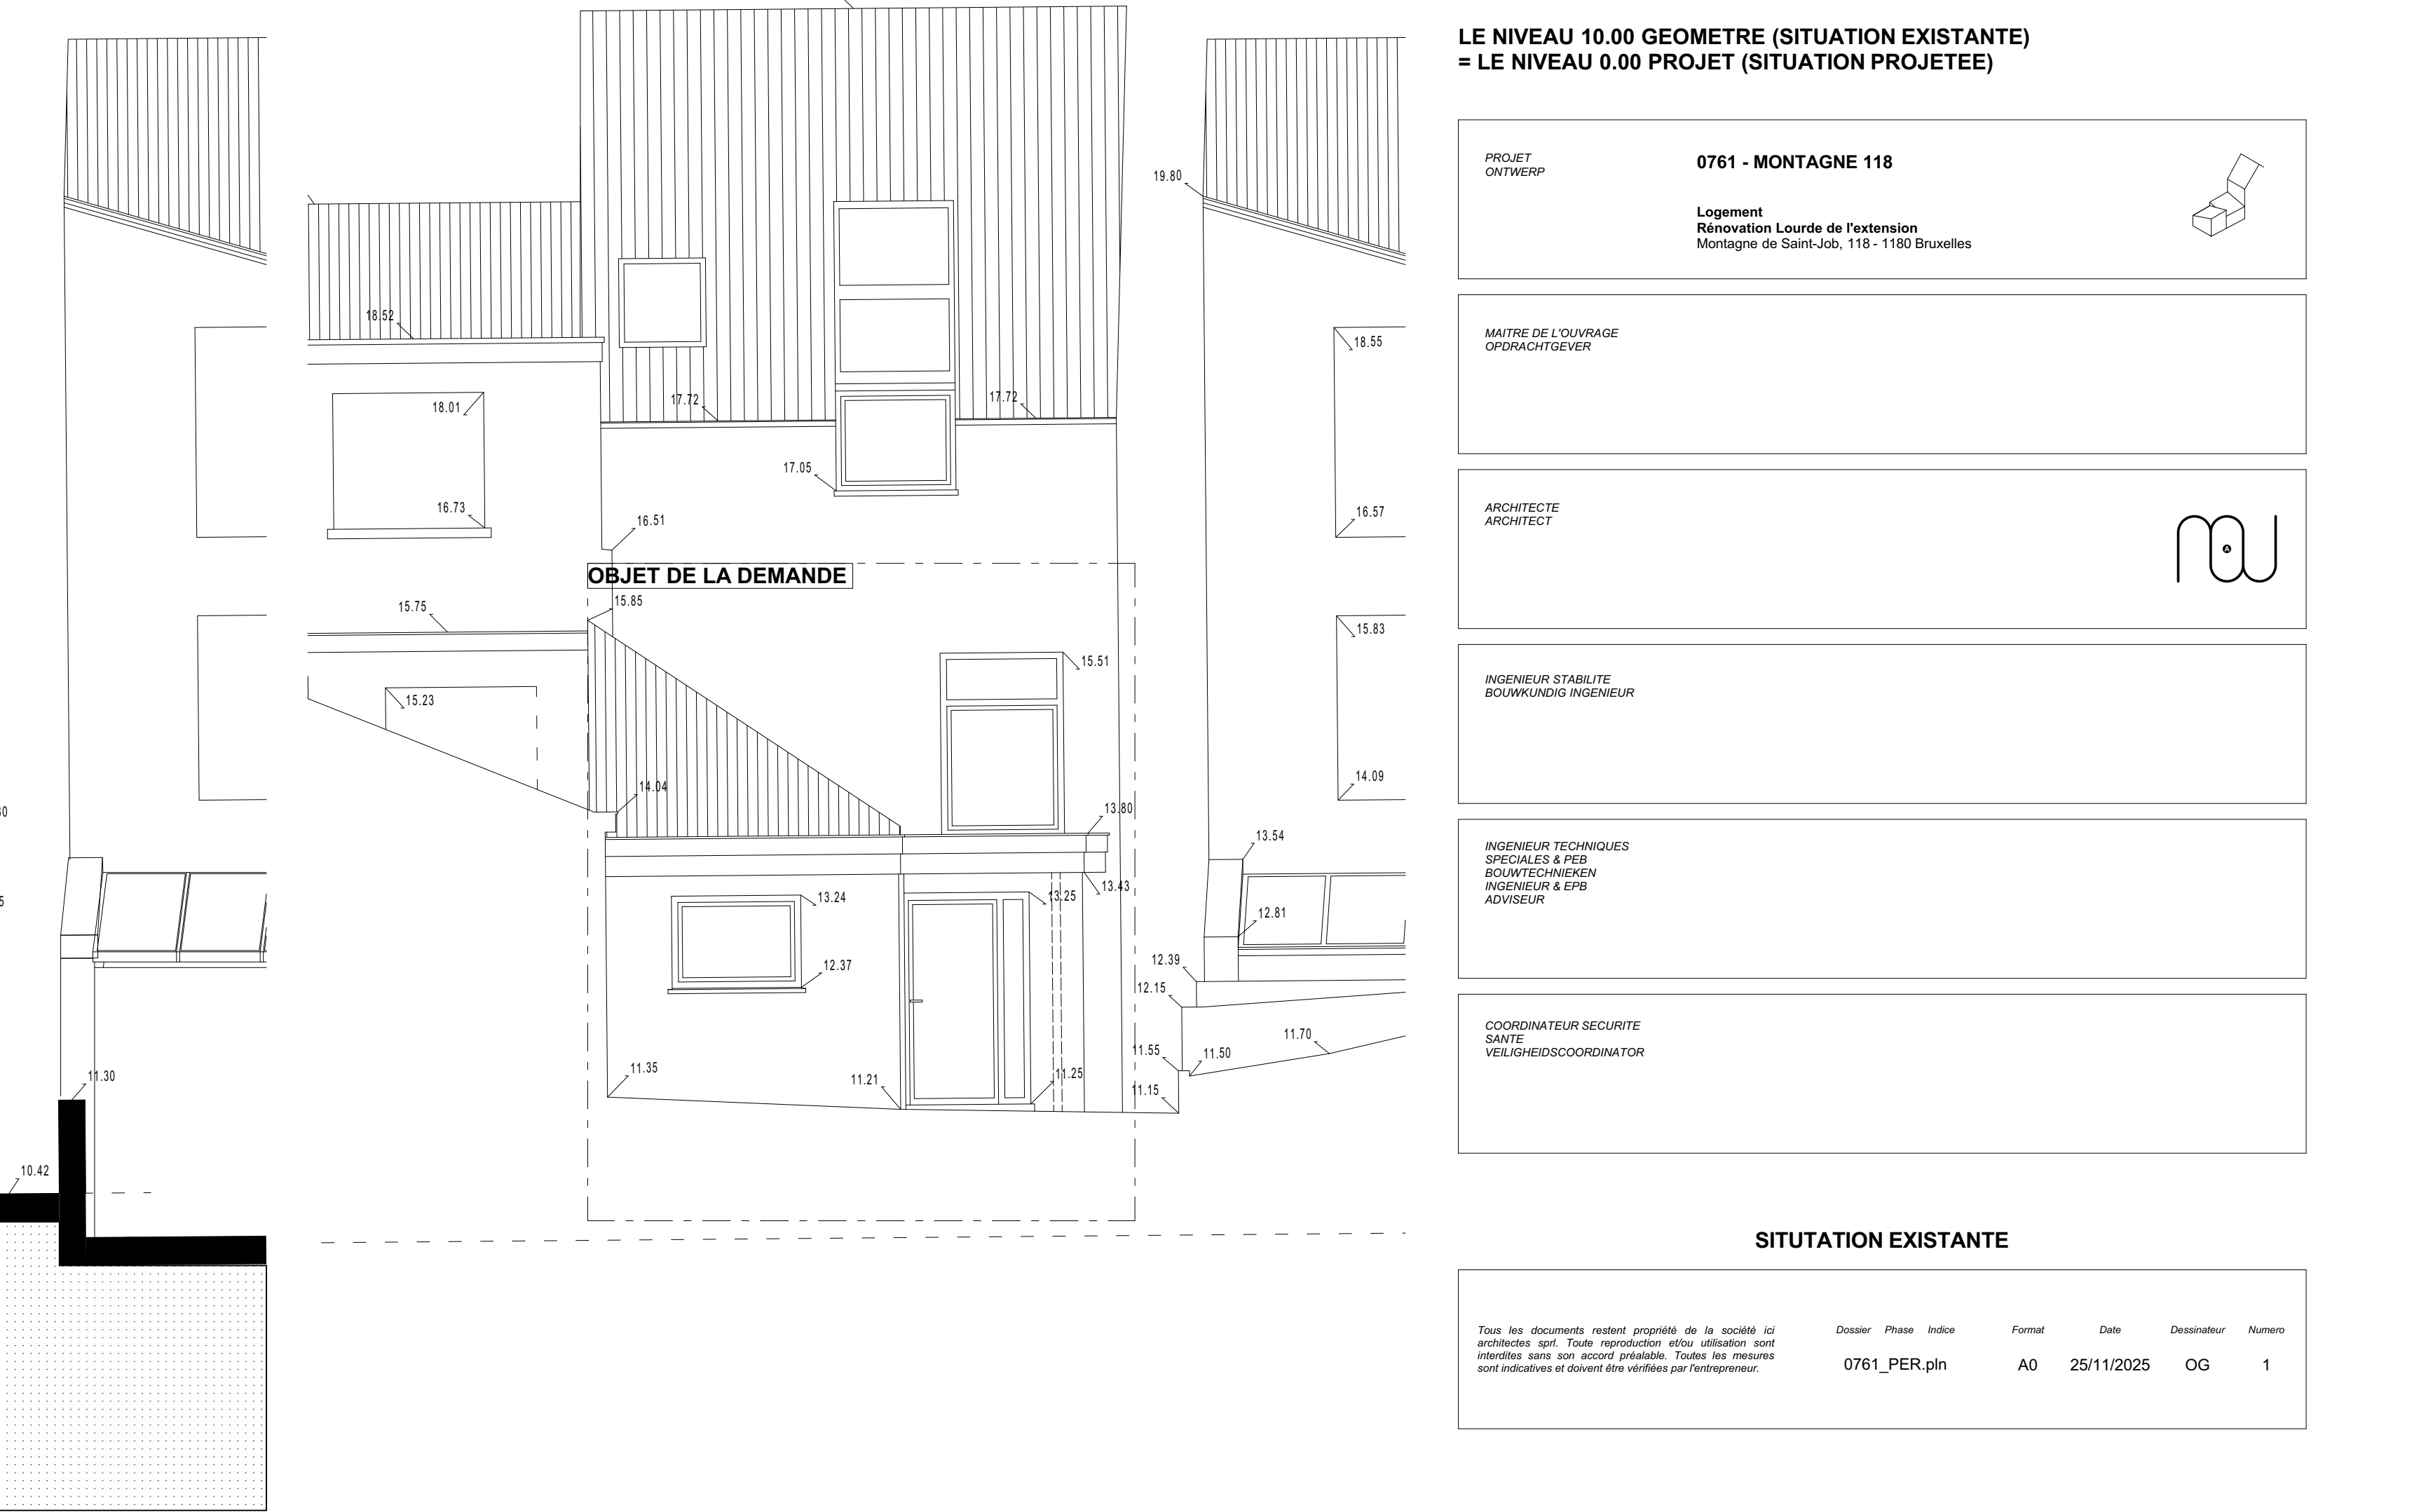 LE NIVEAU 10.00 GEOMETRE (SITUATION EXISTANTE)
= LE NIVEAU 0.00 PROJET (SITUATION PROJETEE)
PROJET
ONTWERP
0761 - MONTAGNE 118
Logement
Rénovation Lourde de l'extension
Montagne de Saint-Job, 118 - 1180 Bruxelles
MAITRE DE L'OUVRAGE
OPDRACHTGEVER
ARCHITECTE
ARCHITECT
A
INGENIEUR STABILITE
BOUWKUNDIG INGENIEUR
INGENIEUR TECHNIQUES
SPECIALES & PEB
BOUWTECHNIEKEN
INGENIEUR & EPB
ADVISEUR
COORDINATEUR SECURITE
SANTE
VEILIGHEIDSCOORDINATOR
SITUTATION EXISTANTE
Tous les documents restent propriété de la société ici
architectes sprl. Toute reproduction et/ou utilisation sont
interdites sans son accord préalable. Toutes les mesures
sont indicatives et doivent être vérifiées par l'entrepreneur.
Dossier Phase Indice Format Date Dessinateur Numero
0761_PER.pln A0 25/11/2025 OG 1
19.80
18.52
18.55
18.01
17.72
17.72
17.05
16.73
16.51
16.57
OBJET DE LA DEMANDE
15.85
15.75
15.83
15.51
15.23
14.04
14.09
13.80
13.54
13.43
13.24
13.25
12.81
12.37
12.39
12.15
11.70
11.55
11.50
11.35
11.21
11.25
11.15
11.30
10.42